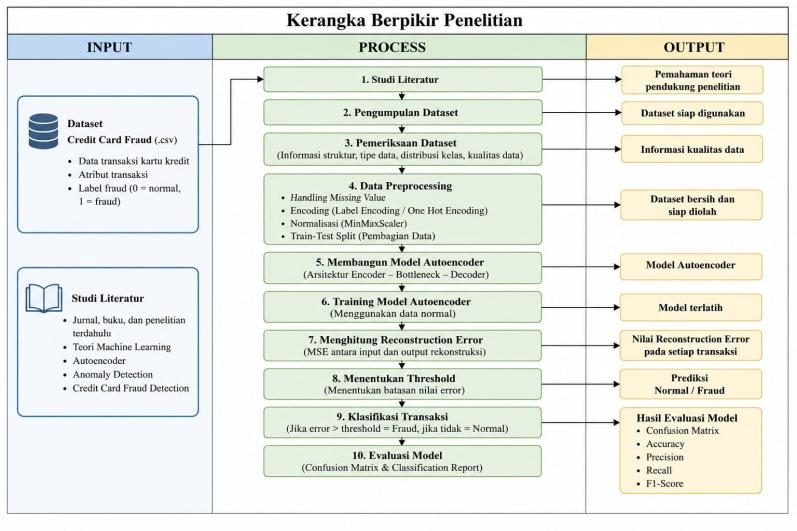 Kerangka Berpikir Penelitian
INPUT
PROCESS
OUTPUT
Dataset
Credit Card Fraud (.csv)
• Data transaksi kartu kredit
• Atribut transaksi
• Label fraud (0 = normal,
1 = fraud)
Studi Literatur
• Jurnal, buku, dan penelitian
terdahulu
• Teori Machine Learning
• Autoencoder
• Anomaly Detection
• Credit Card Fraud Detection
1. Studi Literatur
2. Pengumpulan Dataset
3. Pemeriksaan Dataset
(Informasi struktur, tipe data, distribusi kelas, kualitas data)
4. Data Preprocessing
• Handling Missing Value
• Encoding (Label Encoding / One Hot Encoding)
• Normalisasi (MinMaxScaler)
• Train-Test Split (Pembagian Data)
5. Membangun Model Autoencoder
(Arsitektur Encoder – Bottleneck – Decoder)
6. Training Model Autoencoder
(Menggunakan data normal)
7. Menghitung Reconstruction Error
(MSE antara input dan output rekonstruksi)
8. Menentukan Threshold
(Menentukan batasan nilai error)
9. Klasifikasi Transaksi
(Jika error > threshold = Fraud, jika tidak = Normal)
10. Evaluasi Model
(Confusion Matrix & Classification Report)
Pemahaman teori
pendukung penelitian
Dataset siap digunakan
Informasi kualitas data
Dataset bersih dan
siap diolah
Model Autoencoder
Model terlatih
Nilai Reconstruction Error
pada setiap transaksi
Prediksi
Normal / Fraud
Hasil Evaluasi Model
• Confusion Matrix
• Accuracy
• Precision
• Recall
• F1-Score